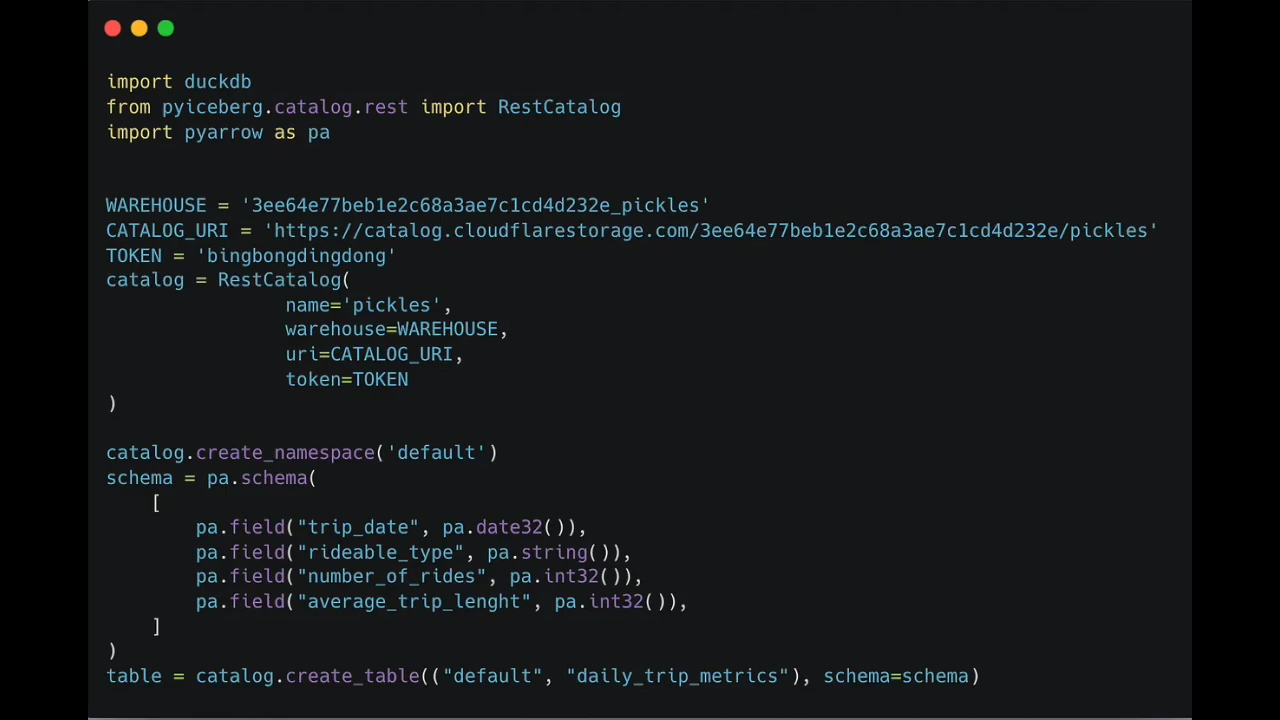 import duckdb
from pyiceberg.catalog.rest import RestCatalog
import pyarrow as pa
WAREHOUSE = '3ee64e77beb1e2c68a3ae7c1cd4d232e_pickles'
CATALOG_URI = 'https://catalog.cloudflarestorage.com/3ee64e77beb1e2c68a3ae7c1cd4d232e/pickles'
TOKEN = 'bingbongdingdong'
catalog = RestCatalog(
                name='pickles',
                warehouse=WAREHOUSE,
                uri=CATALOG_URI,
                token=TOKEN
)
catalog.create_namespace('default')
schema = pa.schema(
    [
        pa.field("trip_date", pa.date32()),
        pa.field("rideable_type", pa.string()),
        pa.field("number_of_rides", pa.int32()),
        pa.field("average_trip_lenght", pa.int32()),
    ]
)
table = catalog.create_table(("default", "daily_trip_metrics"), schema=schema)